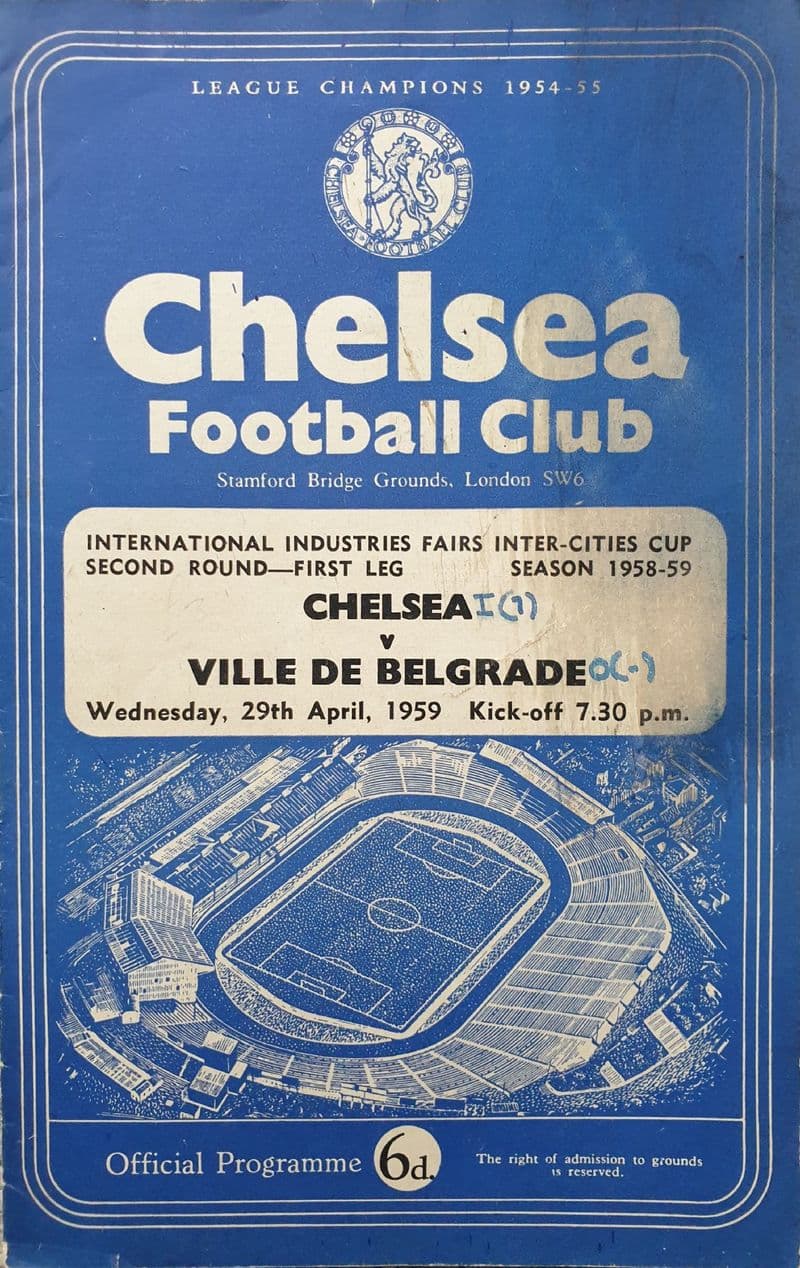 LEAGUE CHAMPIONS 1954-55
CHELSEA FOOTBALL CLUB
Chelsea
Football Club
Stamford Bridge Grounds, London SW6
INTERNATIONAL INDUSTRIES FAIRS INTER-CITIES CUP
SECOND ROUND—FIRST LEG SEASON 1958-59
CHELSEA I (1)
v
VILLE DE BELGRADE 0(-)
Wednesday, 29th April, 1959 Kick-off 7.30 p.m.
Official Programme 6d. The right of admission to grounds
is reserved.